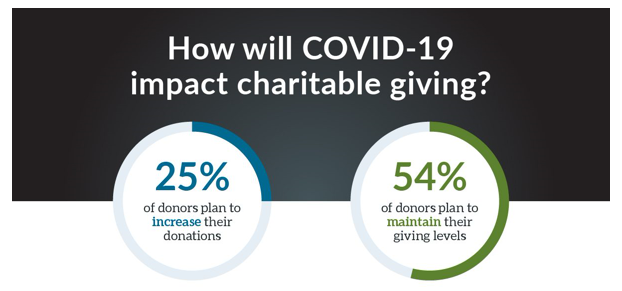 How will COVID-19
impact charitable giving?
25%
of donors plan to
increase their
donations
54%
of donors plan to
maintain their
giving levels